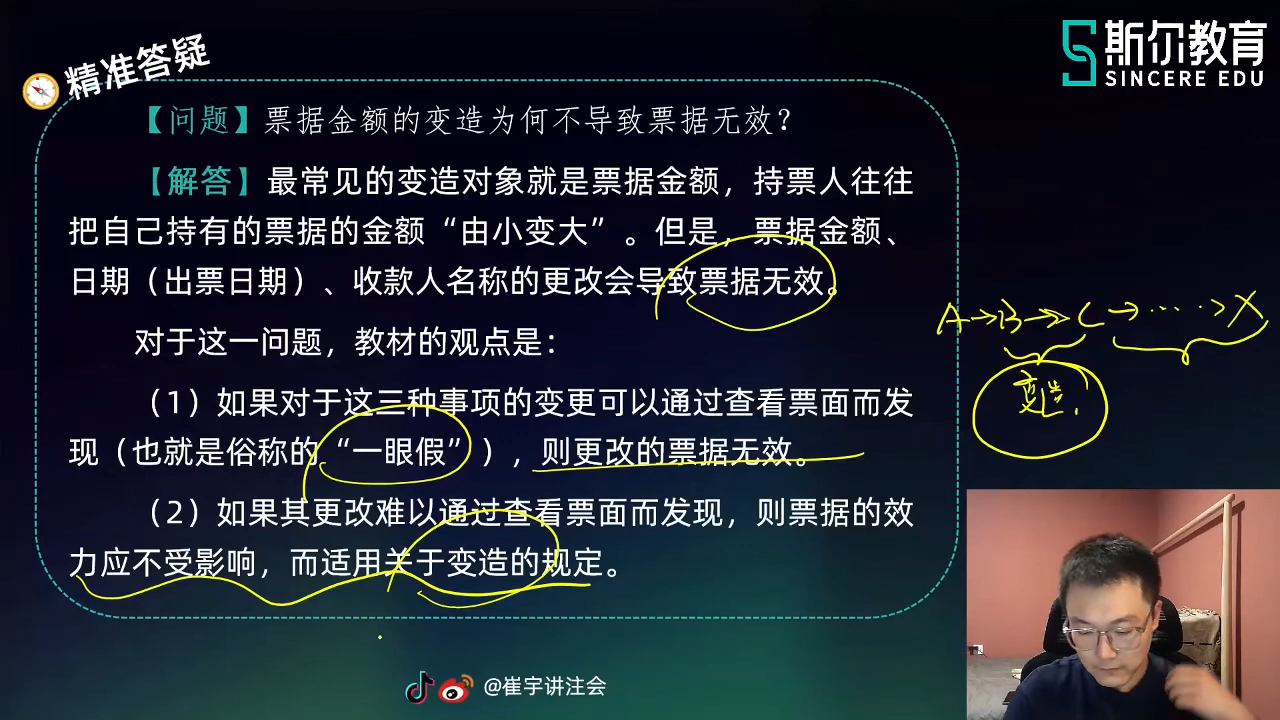 精准答疑
斯尔教育
SINCERE EDU
【问题】票据金额的变造为何不导致票据无效？
【解答】最常见的变造对象就是票据金额，持票人往往
把自己持有的票据的金额“由小变大”。但是，票据金额、
日期（出票日期）、收款人名称的更改会导致票据无效。
对于这一问题，教材的观点是：
（1）如果对于这三种事项的变更可以通过查看票面而发
现（也就是俗称的“一眼假”），则更改的票据无效。
（2）如果其更改难以通过查看票面而发现，则票据的效
力应不受影响，而适用关于变造的规定。
A→B→C→····→X
变造.
@崔宇讲注会